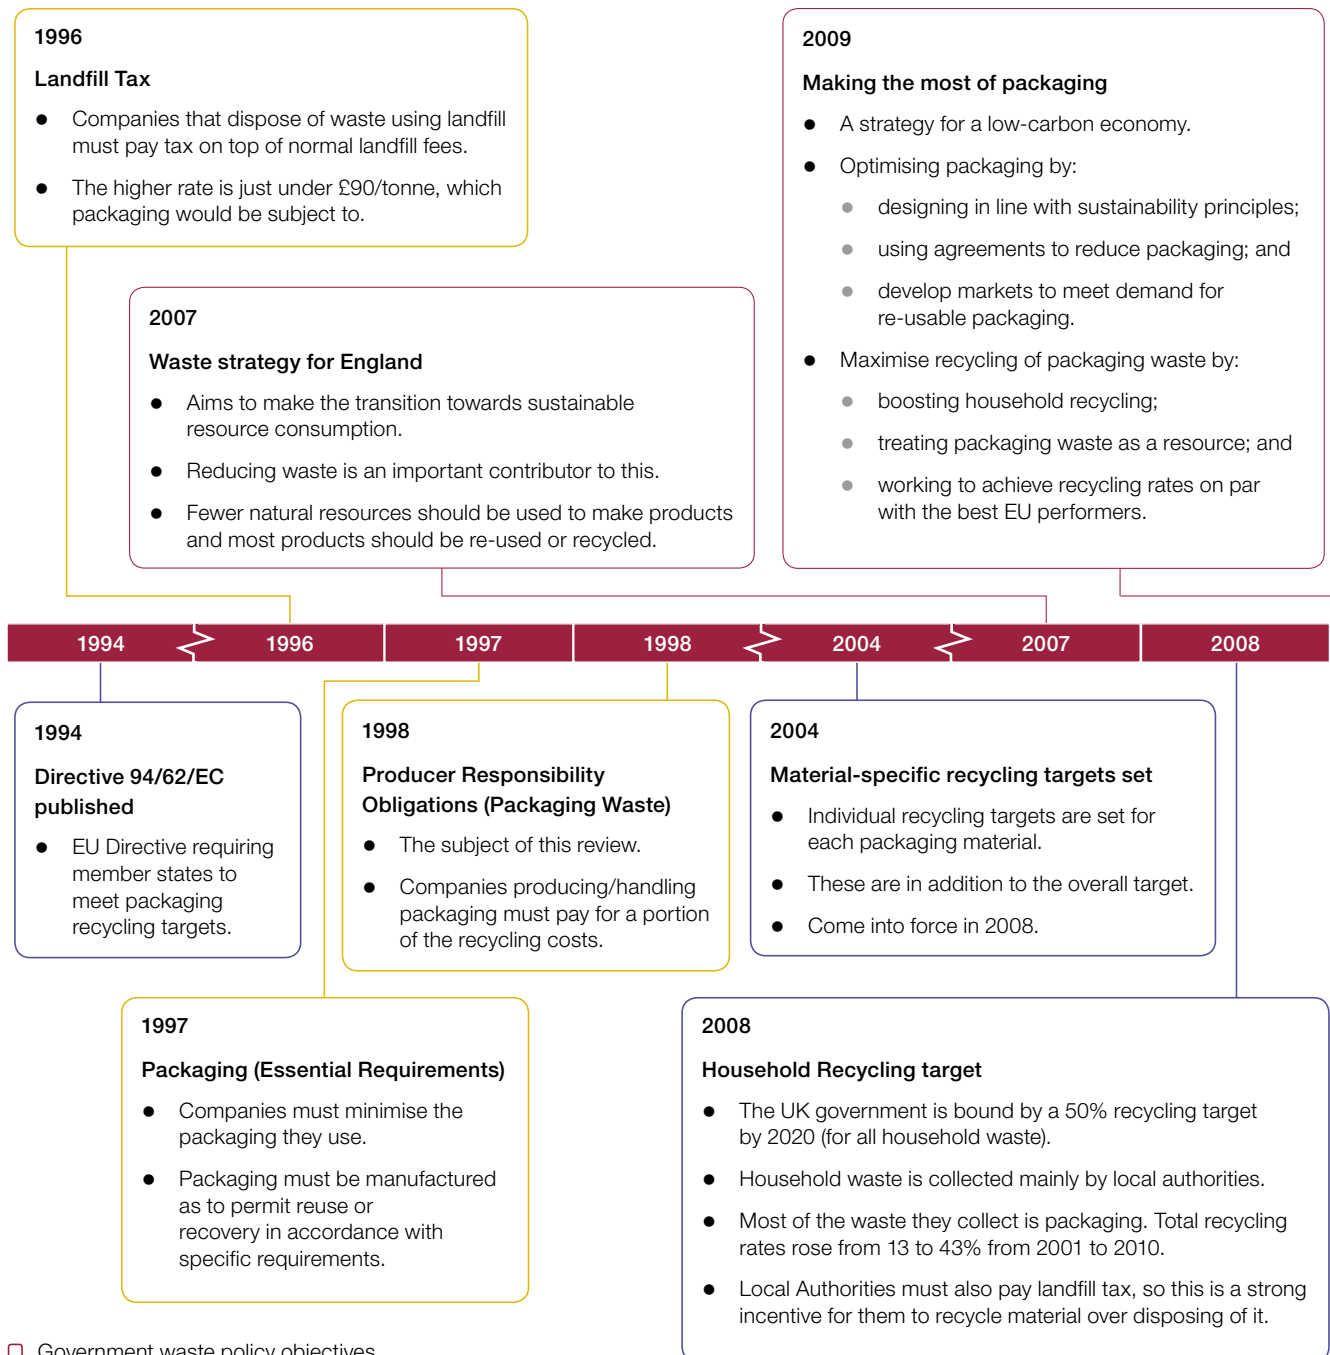 1996
Landfill Tax
● Companies that dispose of waste using landfill
must pay tax on top of normal landfill fees.
● The higher rate is just under £90/tonne, which
packaging would be subject to.
2007
Waste strategy for England
● Aims to make the transition towards sustainable
resource consumption.
● Reducing waste is an important contributor to this.
● Fewer natural resources should be used to make products
and most products should be re-used or recycled.
2009
Making the most of packaging
● A strategy for a low-carbon economy.
● Optimising packaging by:
● designing in line with sustainability principles;
● using agreements to reduce packaging; and
● develop markets to meet demand for
re-usable packaging.
● Maximise recycling of packaging waste by:
● boosting household recycling;
● treating packaging waste as a resource; and
● working to achieve recycling rates on par
with the best EU performers.
1994 1996 1997 1998 2004 2007 2008
1994
Directive 94/62/EC
published
● EU Directive requiring
member states to
meet packaging
recycling targets.
1998
Producer Responsibility
Obligations (Packaging Waste)
● The subject of this review.
● Companies producing/handling
packaging must pay for a portion
of the recycling costs.
2004
Material-specific recycling targets set
● Individual recycling targets are set for
each packaging material.
● These are in addition to the overall target.
● Come into force in 2008.
1997
Packaging (Essential Requirements)
● Companies must minimise the
packaging they use.
● Packaging must be manufactured
as to permit reuse or
recovery in accordance with
specific requirements.
2008
Household Recycling target
● The UK government is bound by a 50% recycling target
by 2020 (for all household waste).
● Household waste is collected mainly by local authorities.
● Most of the waste they collect is packaging. Total recycling
rates rose from 13 to 43% from 2001 to 2010.
● Local Authorities must also pay landfill tax, so this is a strong
incentive for them to recycle material over disposing of it.
Government waste policy objectives